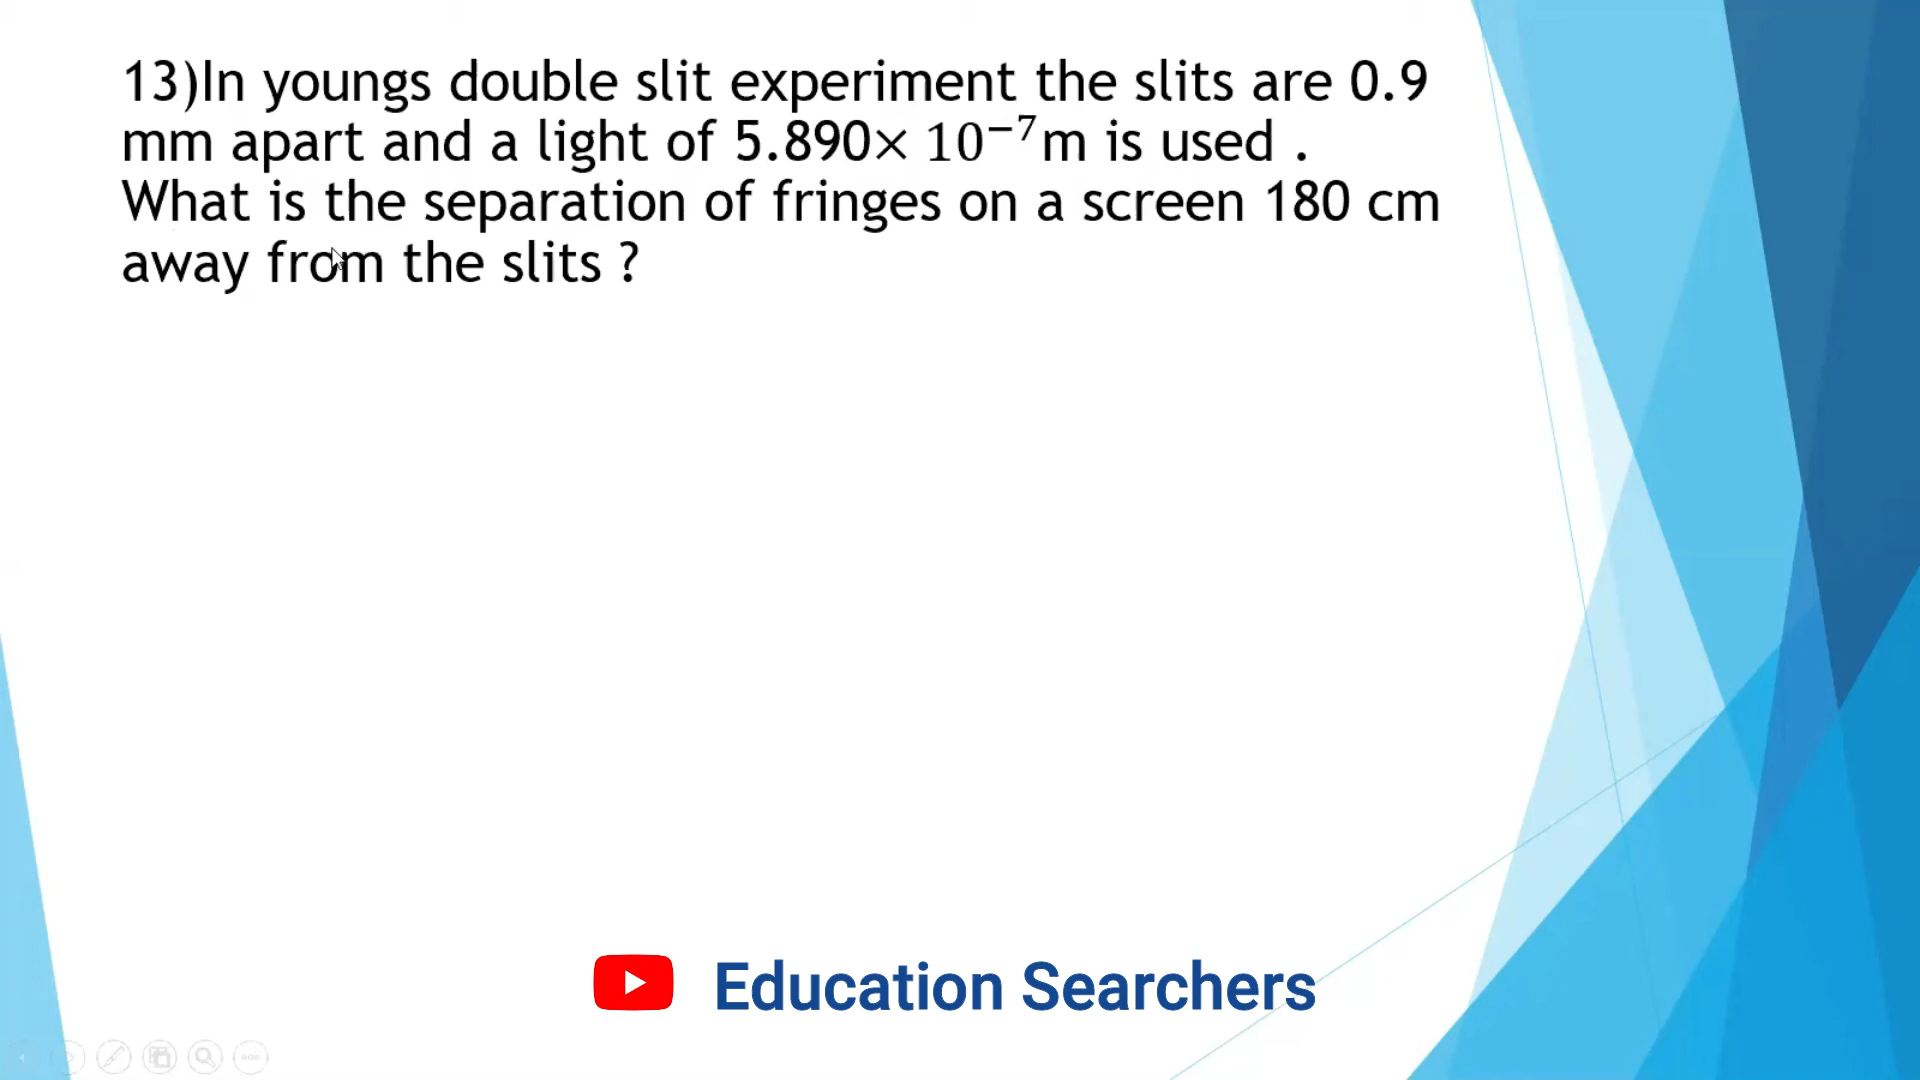 13)In youngs double slit experiment the slits are 0.9
mm apart and a light of 5.890× 10⁻⁷m is used .
What is the separation of fringes on a screen 180 cm
away from the slits ?
Education Searchers